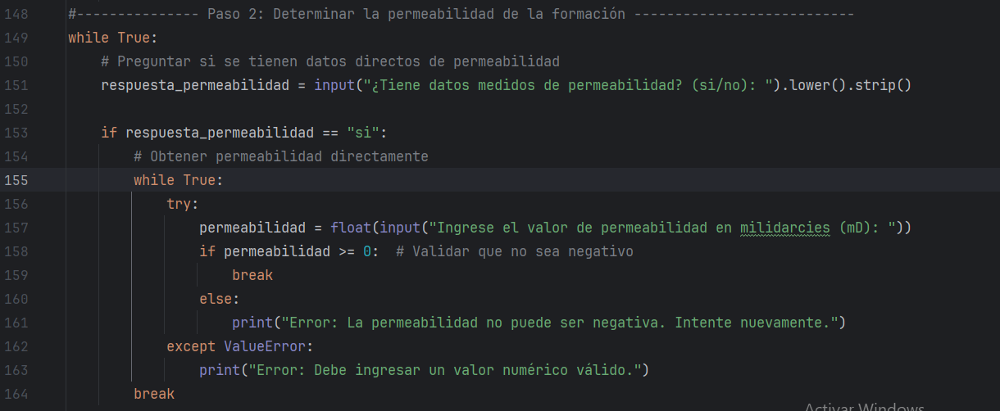 148 #--------------- Paso 2: Determinar la permeabilidad de la formación ---------------------------
149 while True:
150     # Preguntar si se tienen datos directos de permeabilidad
151     respuesta_permeabilidad = input("¿Tiene datos medidos de permeabilidad? (si/no): ").lower().strip()
152
153     if respuesta_permeabilidad == "si":
154         # Obtener permeabilidad directamente
155         while True:
156             try:
157                 permeabilidad = float(input("Ingrese el valor de permeabilidad en milidarcies (mD): "))
158                 if permeabilidad >= 0:  # Validar que no sea negativo
159                     break
160                 else:
161                     print("Error: La permeabilidad no puede ser negativa. Intente nuevamente.")
162             except ValueError:
163                 print("Error: Debe ingresar un valor numérico válido.")
164         break
Activar Windows